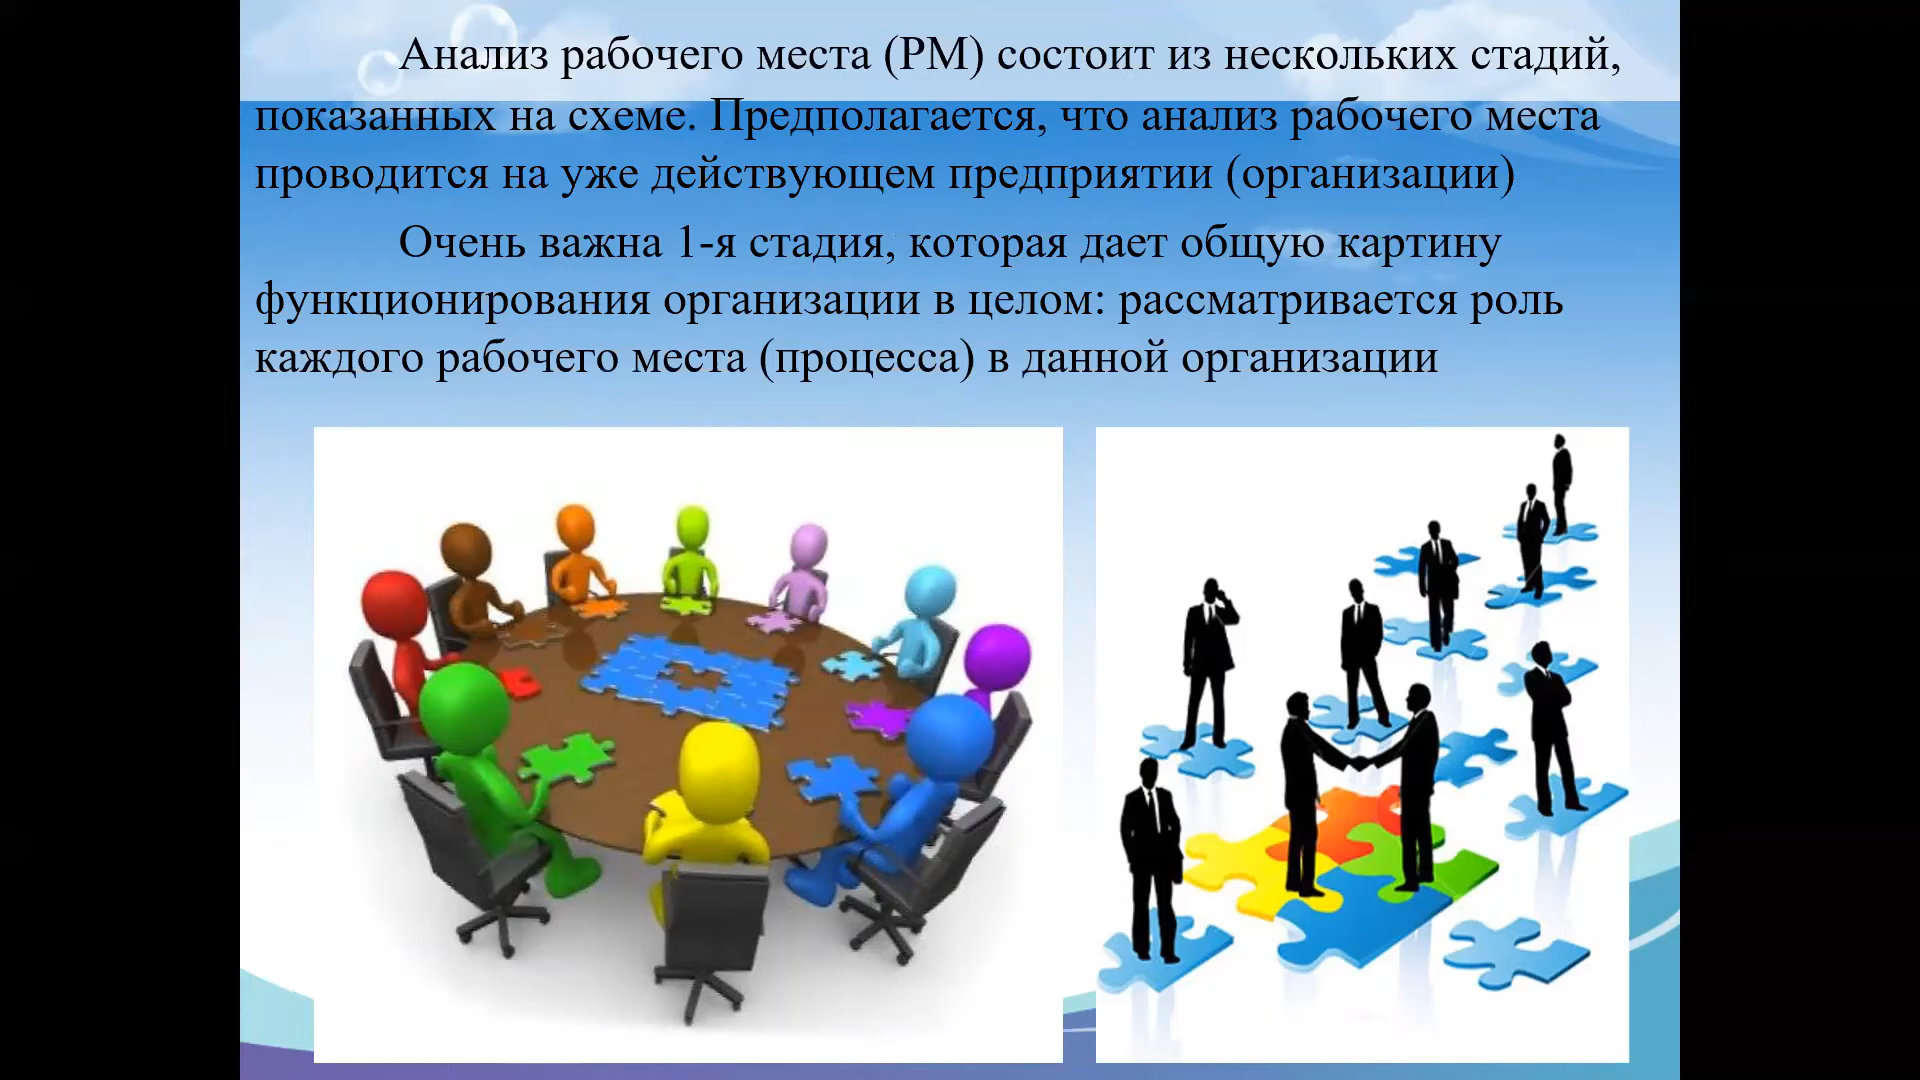 Анализ рабочего места (РМ) состоит из нескольких стадий,
показанных на схеме. Предполагается, что анализ рабочего места
проводится на уже действующем предприятии (организации)
Очень важна 1-я стадия, которая дает общую картину
функционирования организации в целом: рассматривается роль
каждого рабочего места (процесса) в данной организации